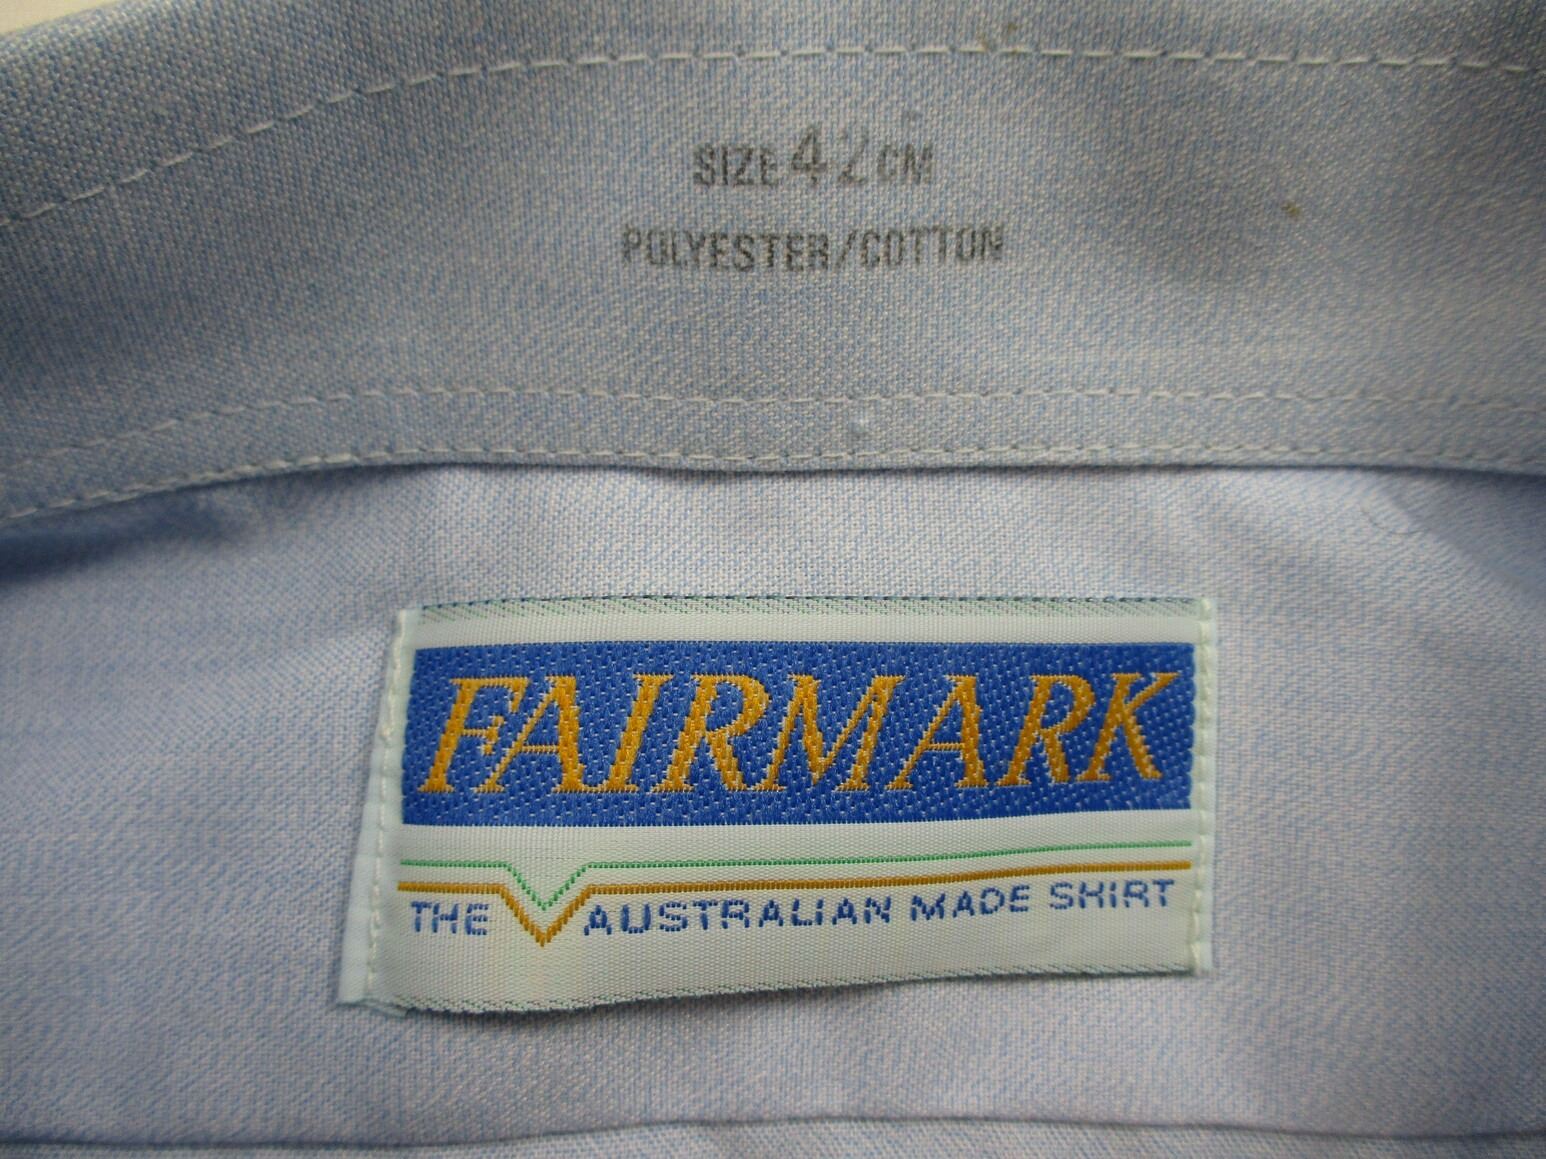 SIZE 42 CM
POLYESTER/COTTON
FAIRMARK
THE AUSTRALIAN MADE SHIRT